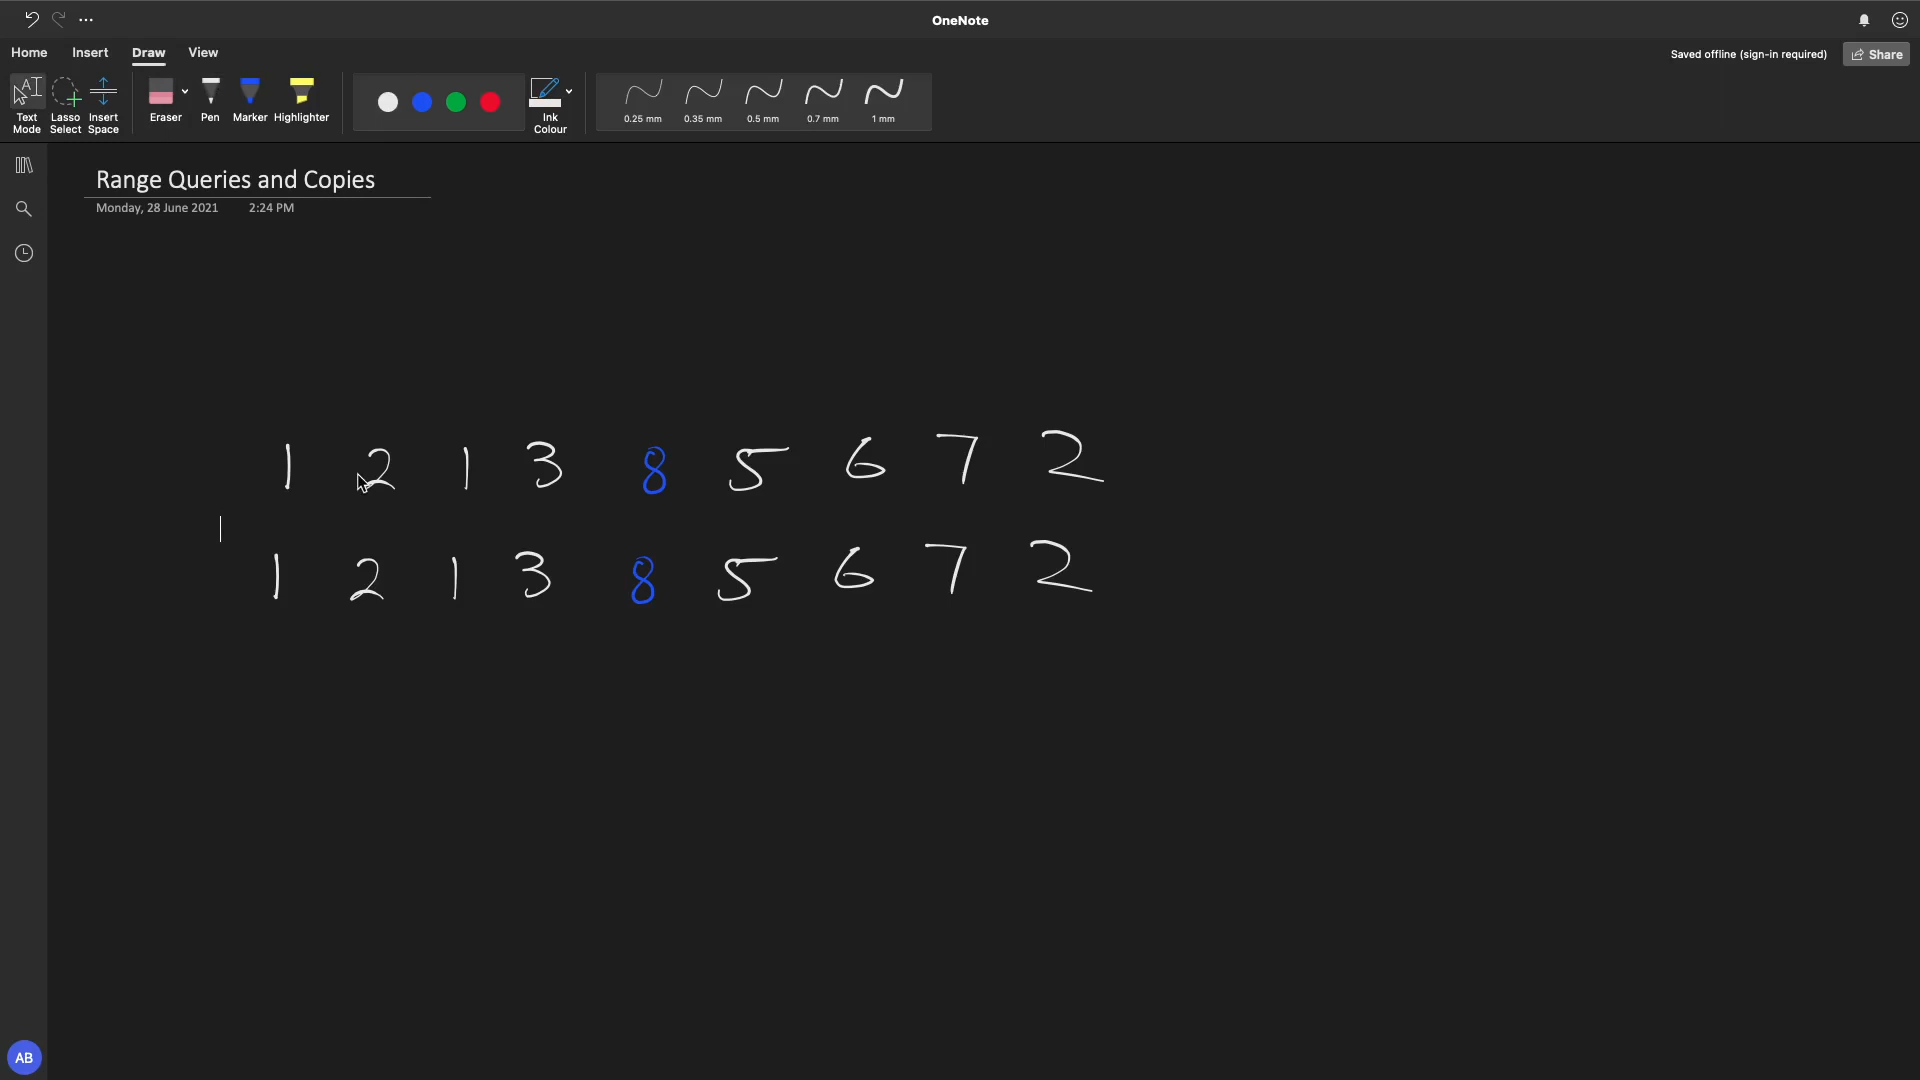 OneNote
Home Insert Draw View
Saved offline (sign-in required) Share
Text Mode Lasso Select Insert Space Eraser Pen Marker Highlighter Ink Colour 0.25 mm 0.35 mm 0.5 mm 0.7 mm 1 mm
Range Queries and Copies
Monday, 28 June 2021 2:24 PM
1 2 1 3 8 5 6 7 2
1 2 1 3 8 5 6 7 2
AB